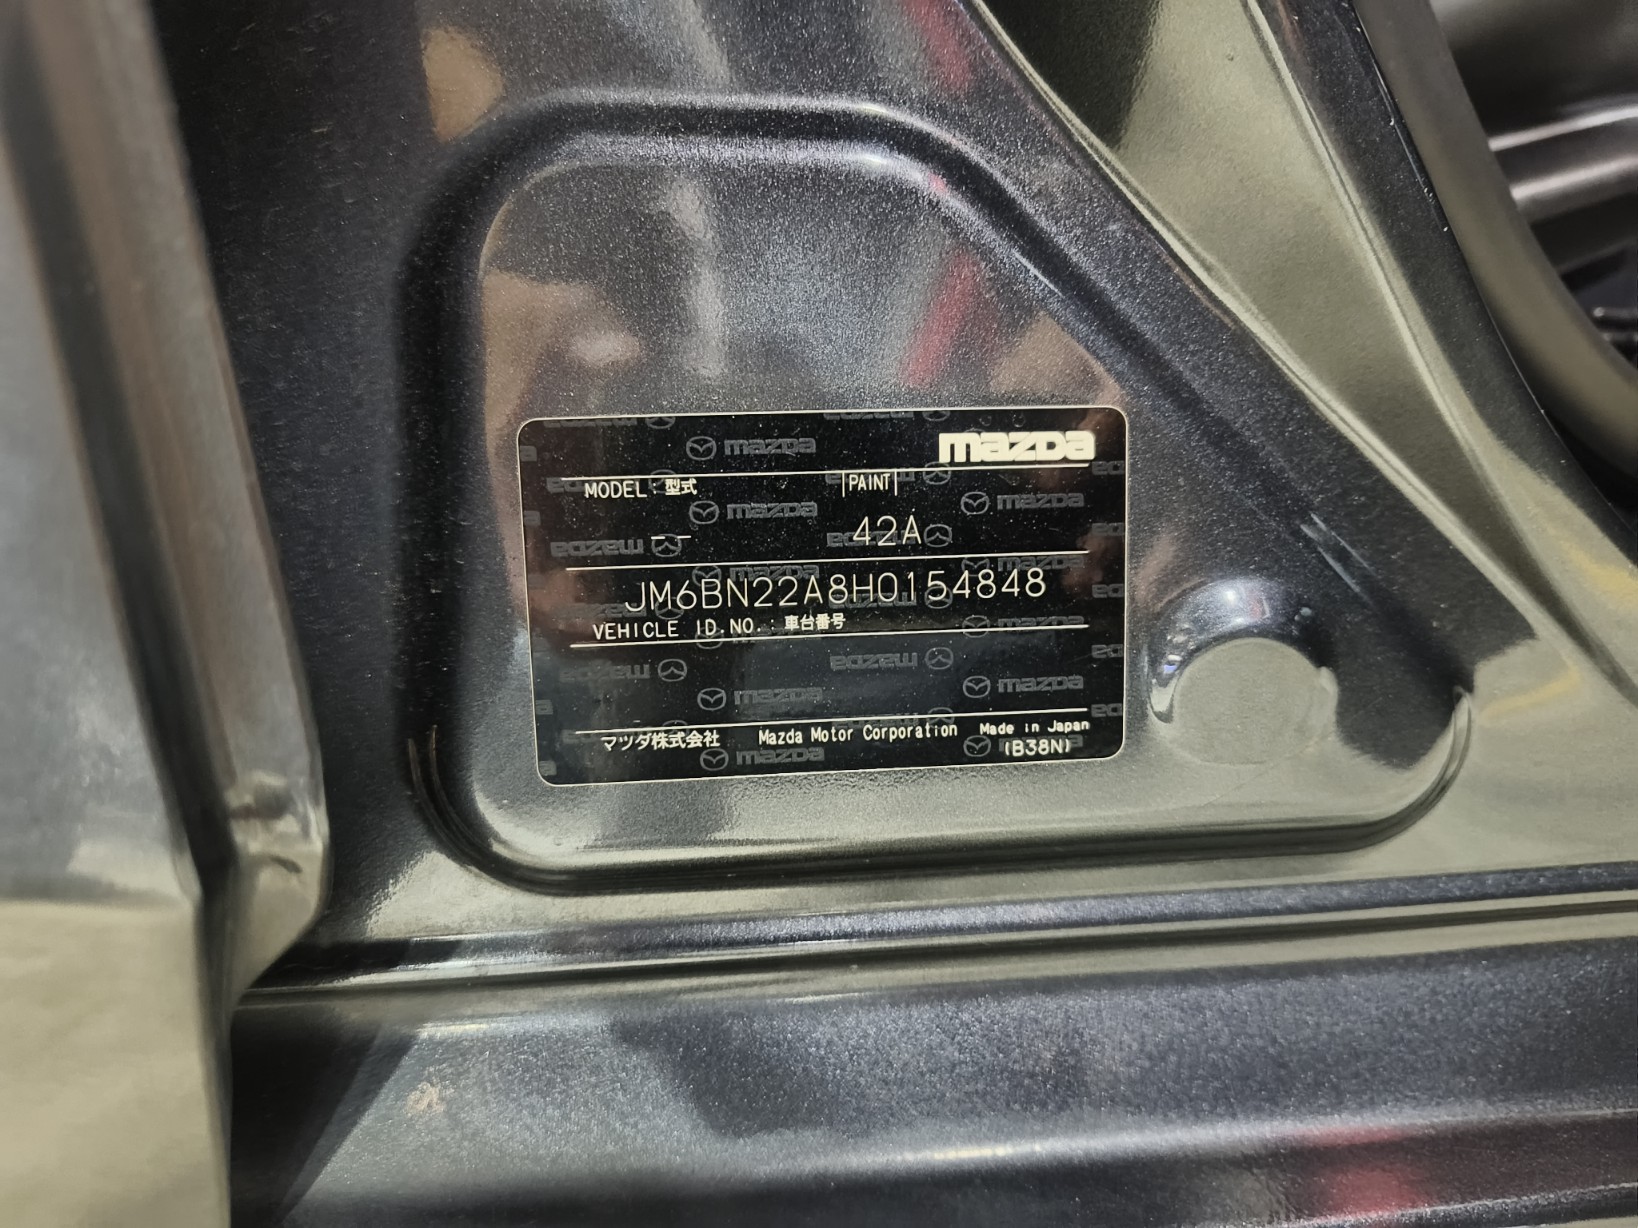 mazda
MODEL : 型式 PAINT
-- 42A
JM6BN22A8H0154848
VEHICLE ID.NO. : 車台番号
マツダ株式会社 Mazda Motor Corporation Made in Japan
(B38N)